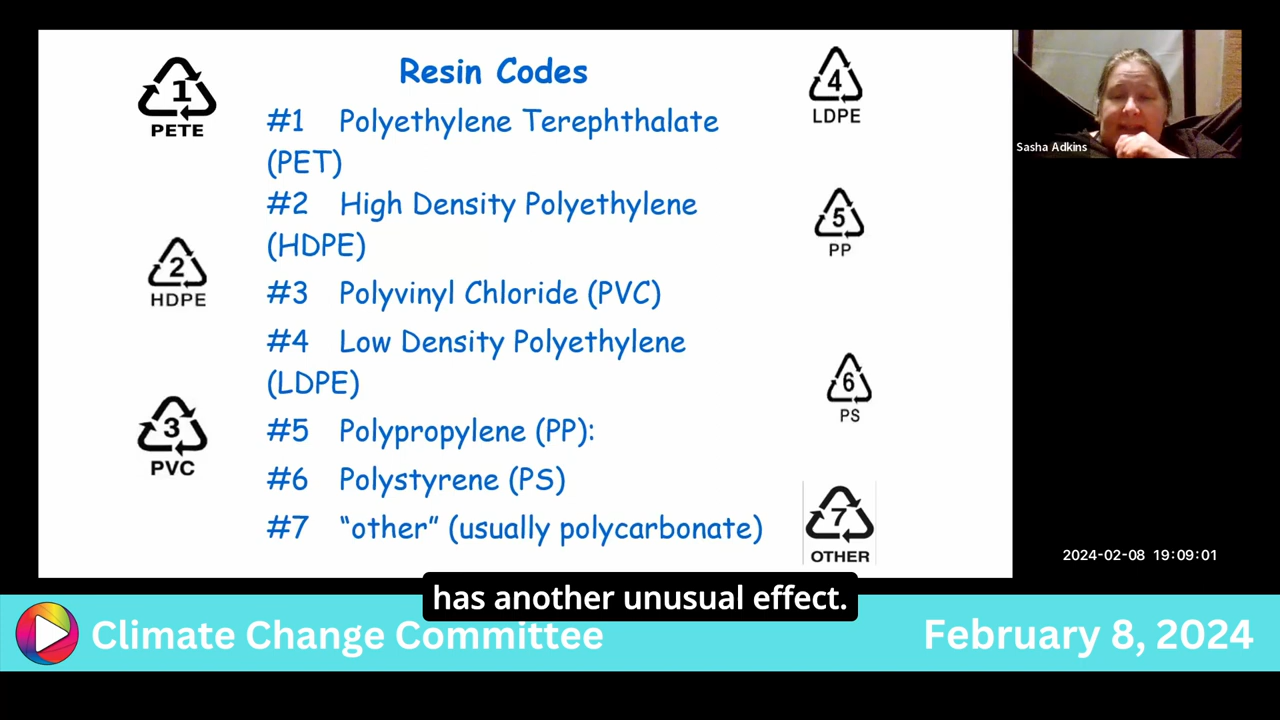 Resin Codes
1
PETE
#1 Polyethylene Terephthalate
(PET)
#2 High Density Polyethylene
(HDPE)
2
HDPE
#3 Polyvinyl Chloride (PVC)
#4 Low Density Polyethylene
(LDPE)
3
PVC
#5 Polypropylene (PP):
#6 Polystyrene (PS)
#7 “other” (usually polycarbonate)
4
LDPE
5
PP
6
PS
7
OTHER
Sasha Adkins
2024-02-08 19:09:01
has another unusual effect.
Climate Change Committee
February 8, 2024